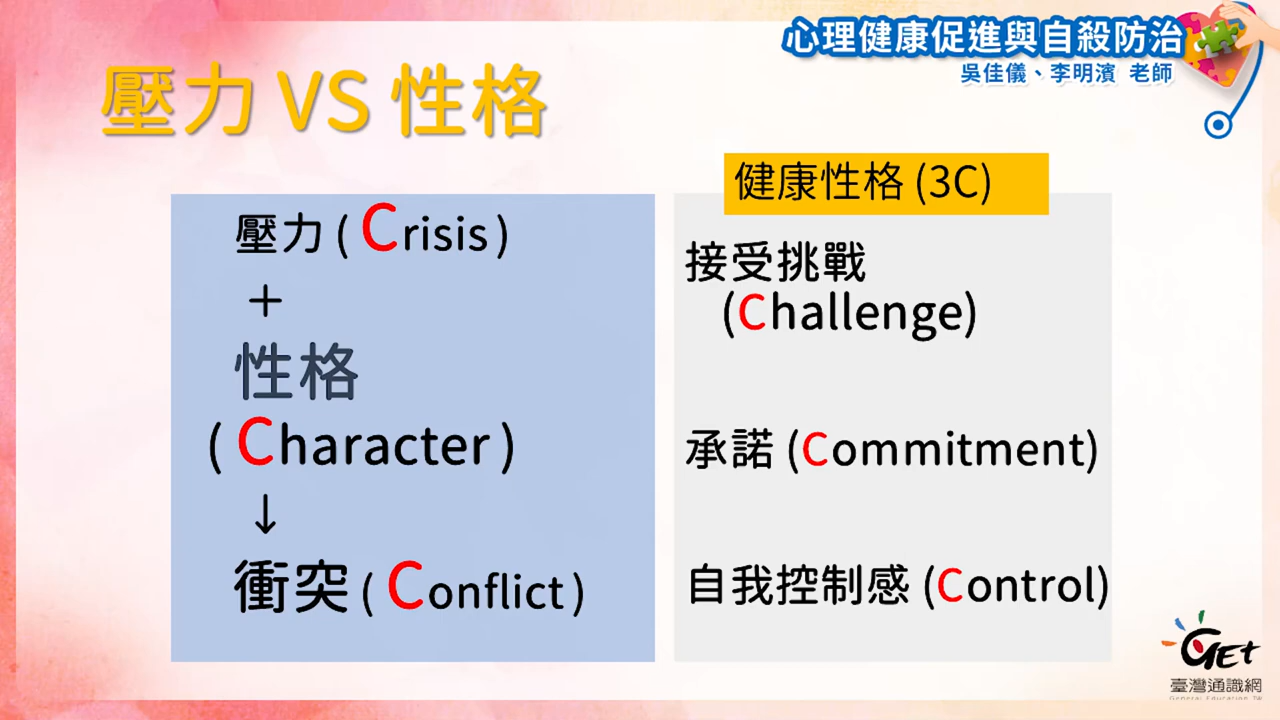 心理健康促進與自殺防治
吳佳儀、李明濱 老師
壓力 VS 性格
壓力 ( Crisis )
＋
性格
( Character )
↓
衝突 ( Conflict )
健康性格 (3C)
接受挑戰
(Challenge)
承諾 (Commitment)
自我控制感 (Control)
GEt
臺灣通識網
General Education TW